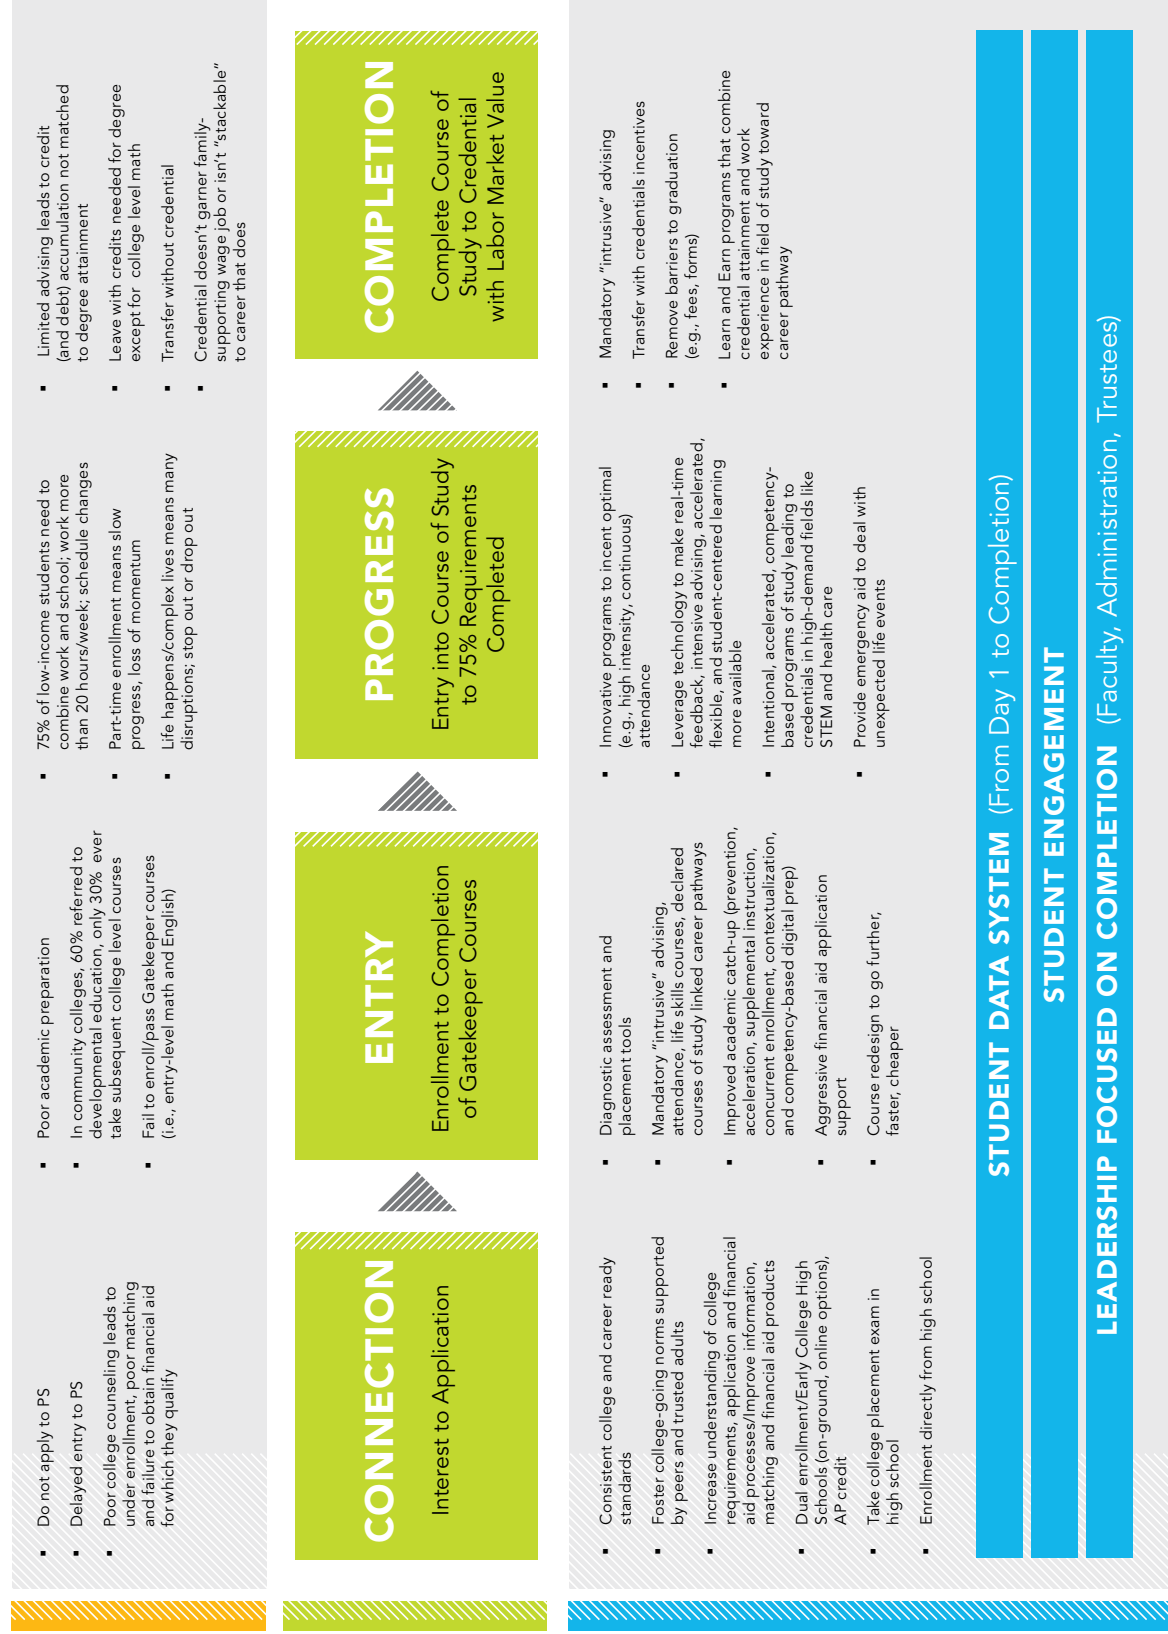 Do not apply to PS
Delayed entry to PS
Poor college counseling leads to
under enrollment, poor matching
and failure to obtain financial aid
for which they qualify
Poor academic preparation
In community colleges, 60% referred to
developmental education, only 30% ever
take subsequent college level courses
Fail to enroll/pass Gatekeeper courses
(i.e., entry-level math and English)
75% of low-income students need to
combine work and school; work more
than 20 hours/week; schedule changes
Part-time enrollment means slow
progress, loss of momentum
Life happens/complex lives means many
disruptions; stop out or drop out
Limited advising leads to credit
(and debt) accumulation not matched
to degree attainment
Leave with credits needed for degree
except for college level math
Transfer without credential
Credential doesn’t garner family-
supporting wage job or isn’t “stackable”
to career that does
CONNECTION
Interest to Application
ENTRY
Enrollment to Completion
of Gatekeeper Courses
PROGRESS
Entry into Course of Study
to 75% Requirements
Completed
COMPLETION
Complete Course of
Study to Credential
with Labor Market Value
Consistent college and career ready
standards
Foster college-going norms supported
by peers and trusted adults
Increase understanding of college
requirements, application and financial
aid processes/Improve information,
matching and financial aid products
Dual enrollment/Early College High
Schools (on-ground, online options),
AP credit
Take college placement exam in
high school
Enrollment directly from high school
Diagnostic assessment and
placement tools
Mandatory “intrusive” advising,
attendance, life skills courses, declared
courses of study linked career pathways
Improved academic catch-up (prevention,
acceleration, supplemental instruction,
concurrent enrollment, contextualization,
and competency-based digital prep)
Aggressive financial aid application
support
Course redesign to go further,
faster, cheaper
Innovative programs to incent optimal
(e.g., high intensity, continuous)
attendance
Leverage technology to make real-time
feedback, intensive advising, accelerated,
flexible, and student-centered learning
more available
Intentional, accelerated, competency-
based programs of study leading to
credentials in high-demand fields like
STEM and health care
Provide emergency aid to deal with
unexpected life events
Mandatory “intrusive” advising
Transfer with credentials incentives
Remove barriers to graduation
(e.g., fees, forms)
Learn and Earn programs that combine
credential attainment and work
experience in field of study toward
career pathway
STUDENT DATA SYSTEM (From Day 1 to Completion)
STUDENT ENGAGEMENT
LEADERSHIP FOCUSED ON COMPLETION (Faculty, Administration, Trustees)